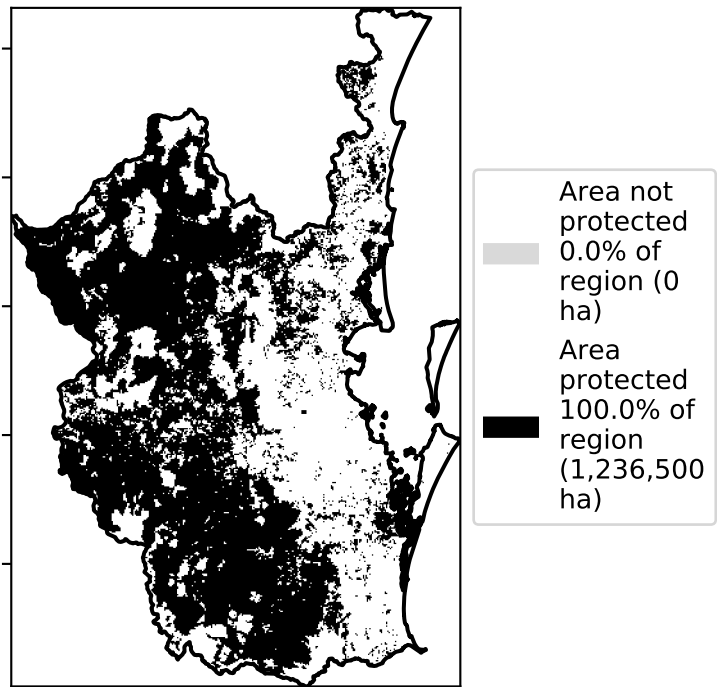 Area not
protected
0.0% of
region (0
ha)
Area
protected
100.0% of
region
(1,236,500
ha)